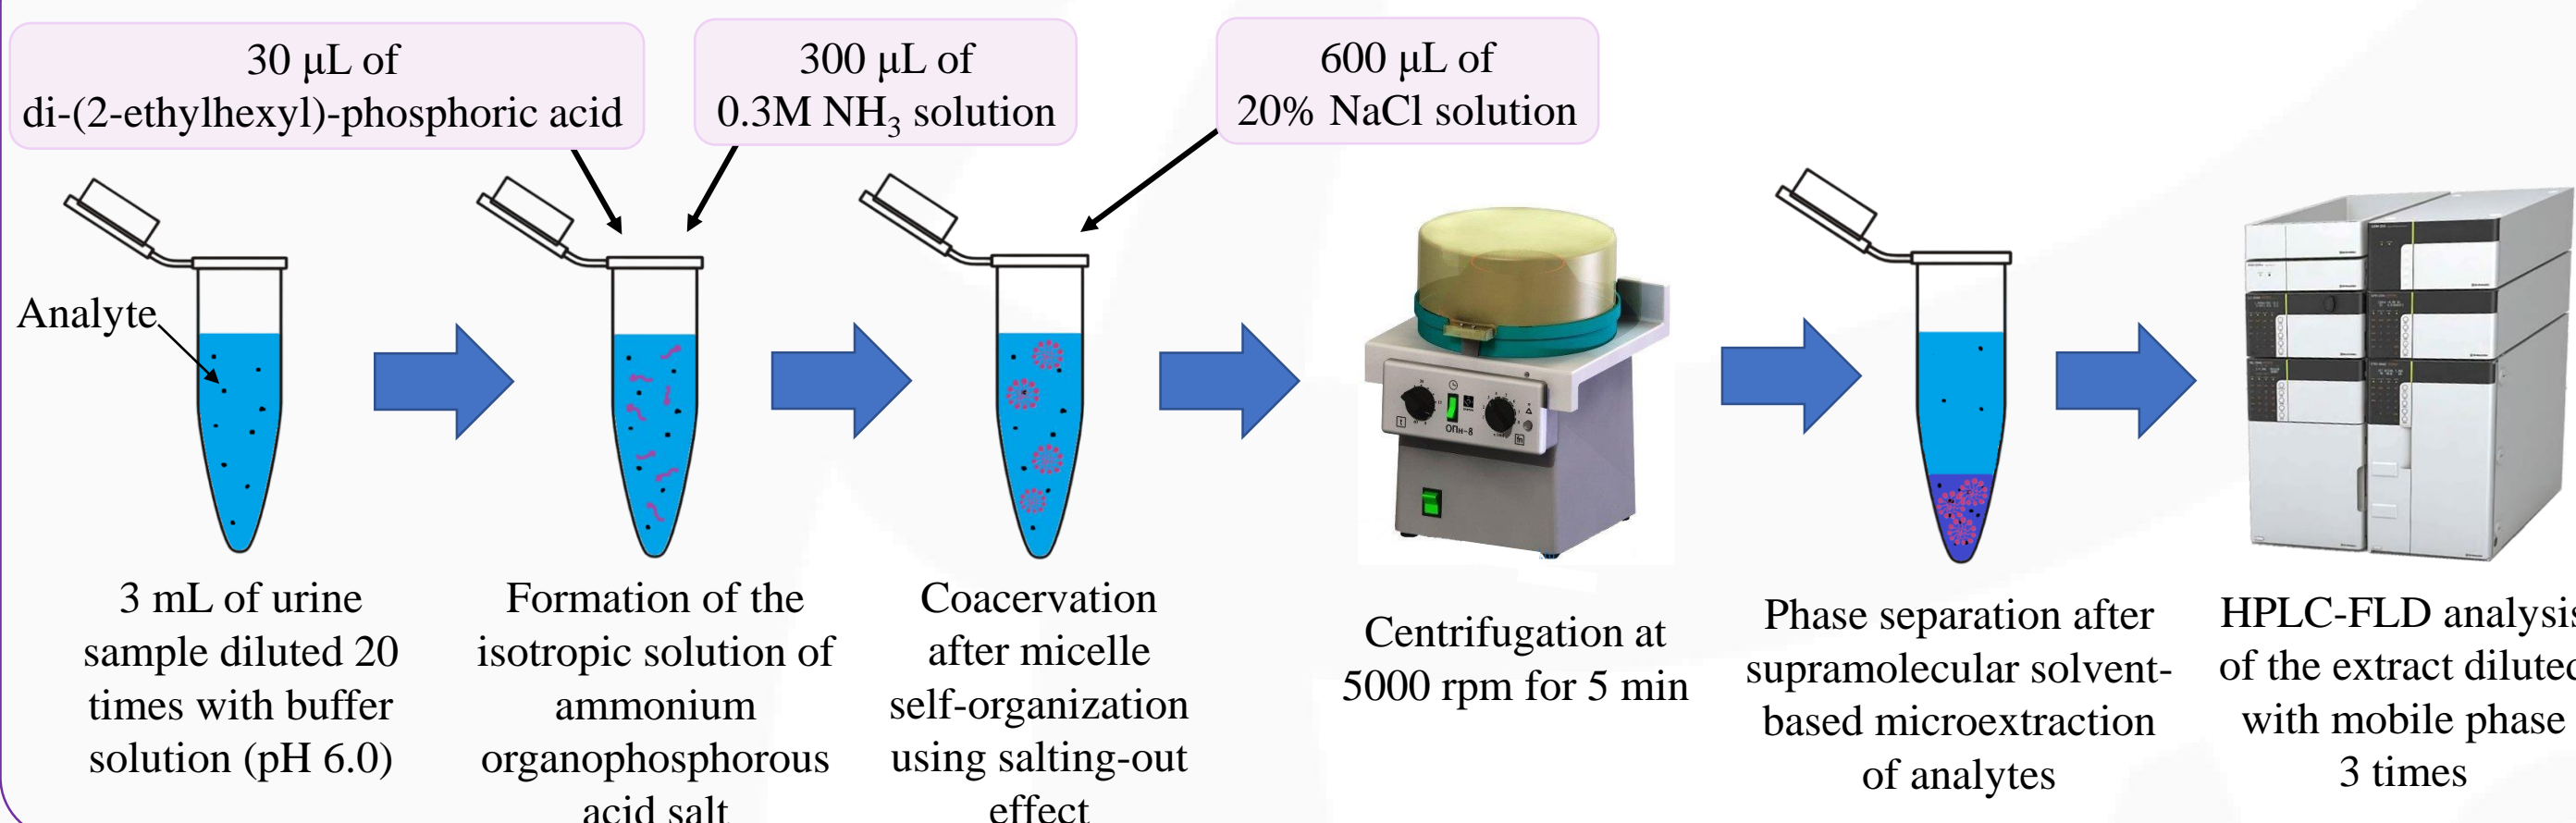 30 μL of
di-(2-ethylhexyl)-phosphoric acid
300 μL of
0.3M NH₃ solution
600 μL of
20% NaCl solution
Analyte
ОПн-8
3 mL of urine
sample diluted 20
times with buffer
solution (pH 6.0)
Formation of the
isotropic solution of
ammonium
organophosphorous
acid salt
Coacervation
after micelle
self-organization
using salting-out
effect
Centrifugation at
5000 rpm for 5 min
Phase separation after
supramolecular solvent-
based microextraction
of analytes
HPLC-FLD analysis
of the extract diluted
with mobile phase
3 times